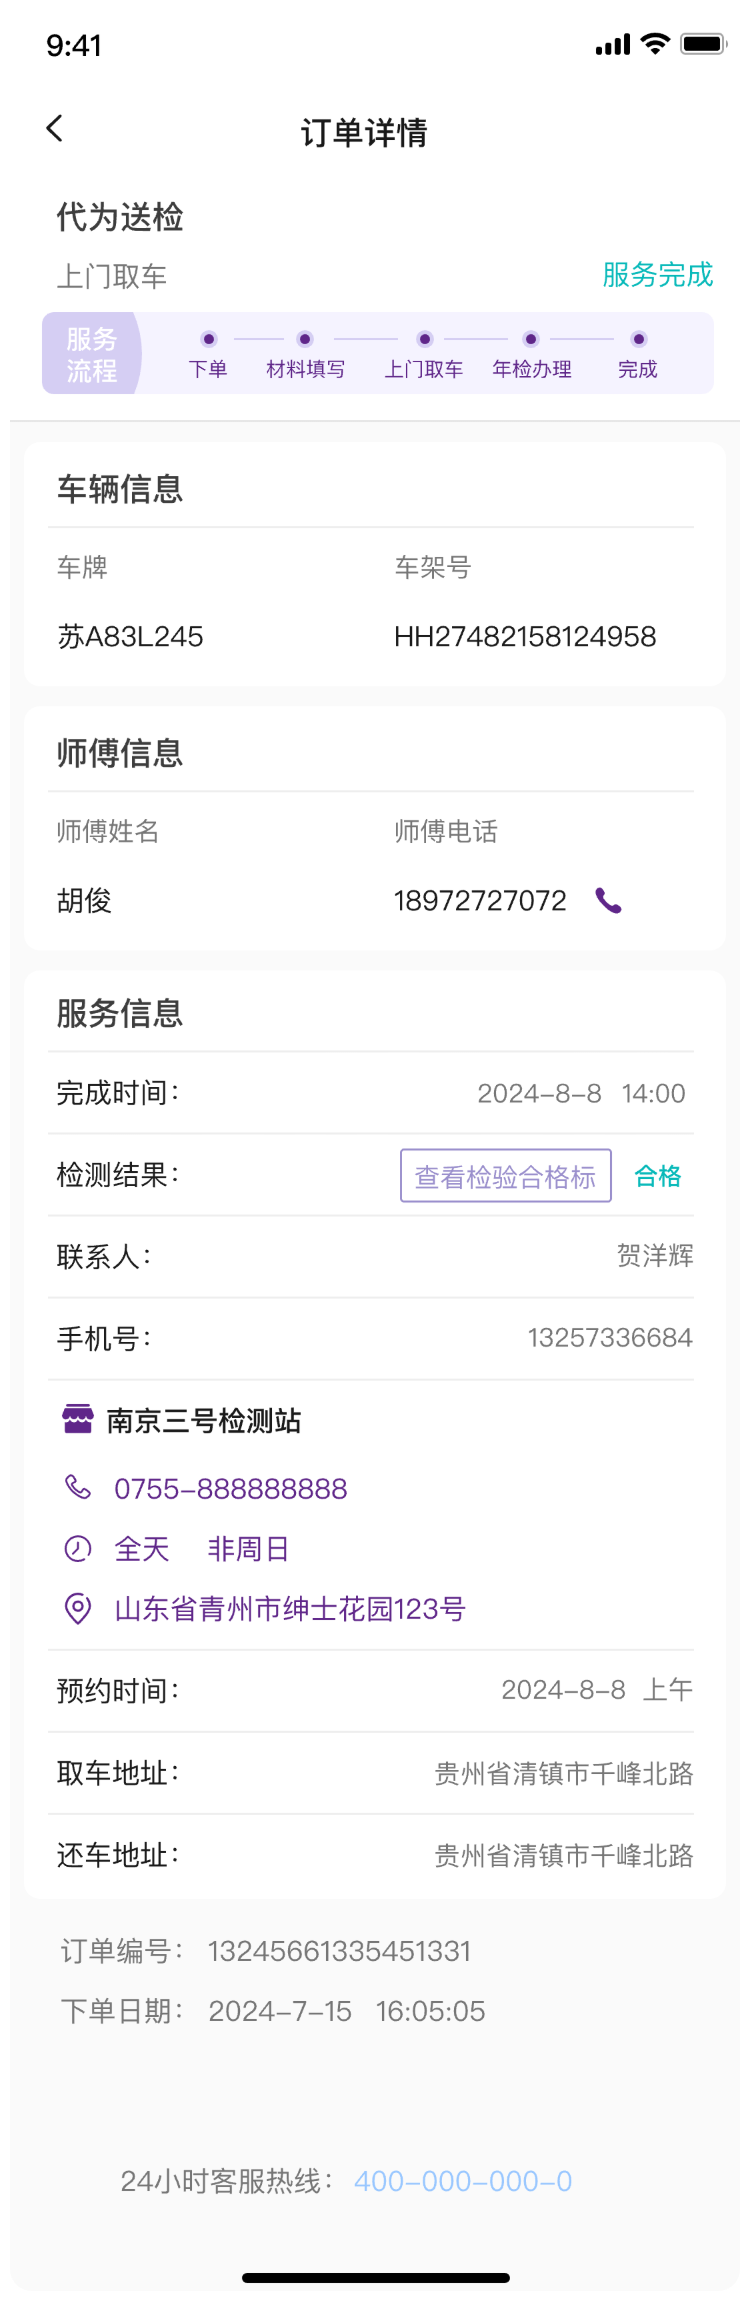 9:41
订单详情
代为送检
上门取车
服务完成
服务
流程
下单 材料填写 上门取车 年检办理 完成
车辆信息
车牌 车架号
苏A83L245 HH27482158124958
师傅信息
师傅姓名 师傅电话
胡俊 18972727072
服务信息
完成时间： 2024-8-8 14:00
检测结果： 查看检验合格标 合格
联系人： 贺洋辉
手机号： 13257336684
南京三号检测站
0755-888888888
全天 非周日
山东省青州市绅士花园123号
预约时间： 2024-8-8 上午
取车地址： 贵州省清镇市千峰北路
还车地址： 贵州省清镇市千峰北路
订单编号： 13245661335451331
下单日期： 2024-7-15 16:05:05
24小时客服热线： 400-000-000-0